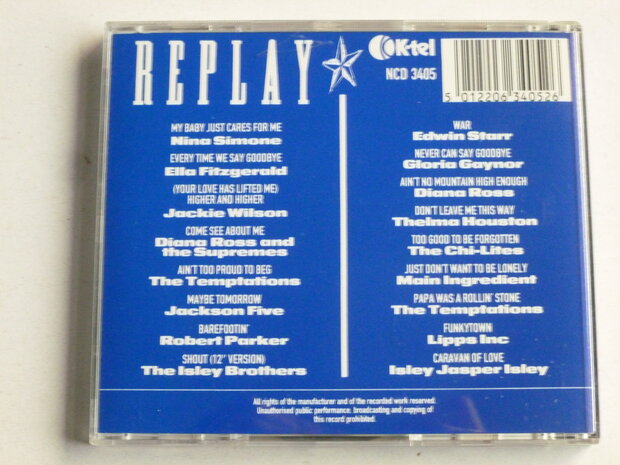 REPLAY
K-tel
NCD 3405
5 012206 340526
MY BABY JUST CARES FOR ME
Nina Simone
EVERY TIME WE SAY GOODBYE
Ella Fitzgerald
(YOUR LOVE HAS LIFTED ME)
HIGHER AND HIGHER
Jackie Wilson
COME SEE ABOUT ME
Diana Ross and
the Supremes
AIN'T TOO PROUD TO BEG
The Temptations
MAYBE TOMORROW
Jackson Five
BAREFOOTIN'
Robert Parker
SHOUT (12" VERSION)
The Isley Brothers
WAR
Edwin Starr
NEVER CAN SAY GOODBYE
Gloria Gaynor
AIN'T NO MOUNTAIN HIGH ENOUGH
Diana Ross
DON'T LEAVE ME THIS WAY
Thelma Houston
TOO GOOD TO BE FORGOTTEN
The Chi-Lites
JUST DON'T WANT TO BE LONELY
Main Ingredient
PAPA WAS A ROLLIN' STONE
The Temptations
FUNKYTOWN
Lipps Inc
CARAVAN OF LOVE
Isley Jasper Isley
All rights of the manufacturer and of the recorded work reserved.
Unauthorised public performance, broadcasting and copying of
this record prohibited.